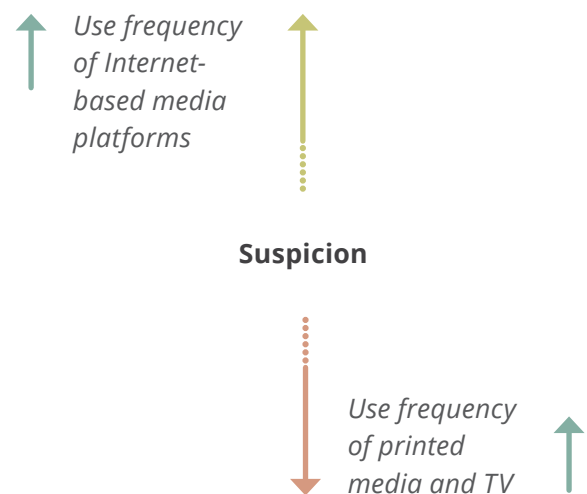 Use frequency
of Internet-
based media
platforms
Suspicion
Use frequency
of printed
media and TV